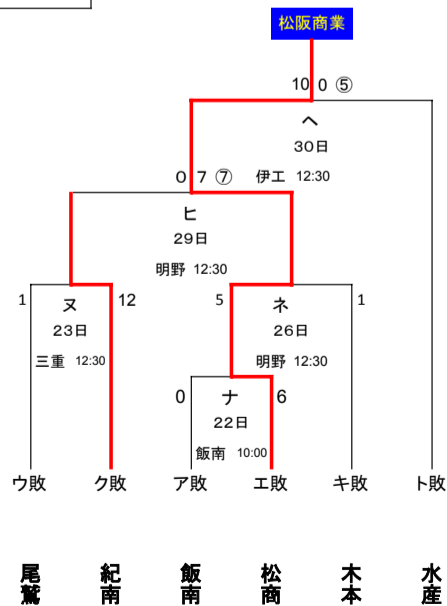 松阪商業
10 0 ⑤
ヘ
30日
伊工 12:30
0 7 ⑦
ヒ
29日
明野 12:30
1 ヌ 12
23日
三重 12:30
5 ネ 1
26日
明野 12:30
0 ナ 6
22日
飯南 10:00
ウ敗 ク敗 ア敗 エ敗 キ敗 ト敗
尾鷲 紀南 飯南 松商 木本 水産